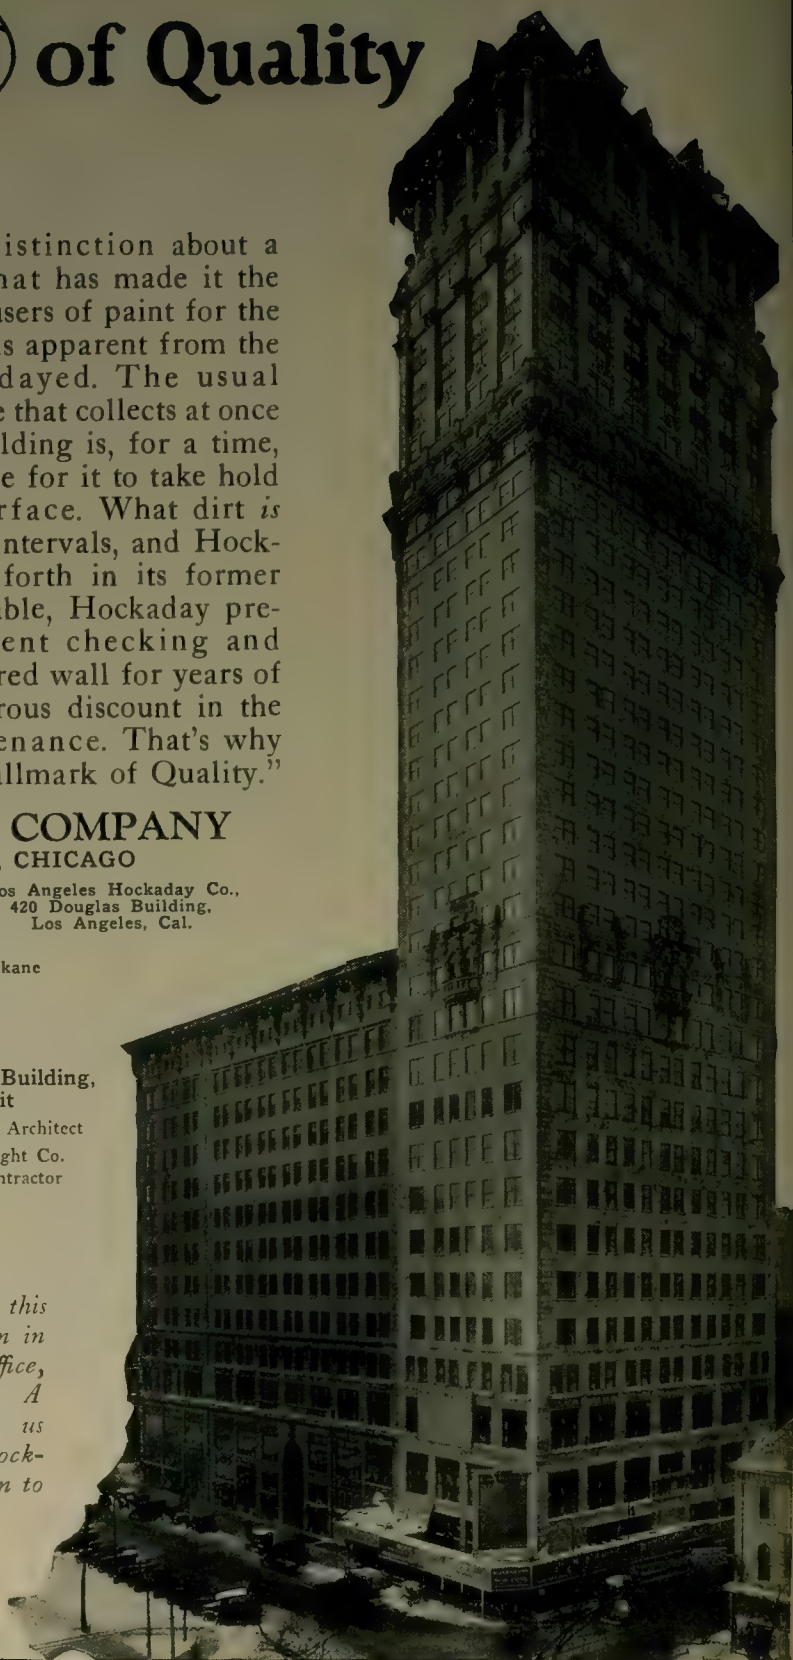 ) of Quality
istinction about a
hat has made it the
users of paint for the
s apparent from the
dayed. The usual
e that collects at once
lding is, for a time,
e for it to take hold
rface. What dirt is
ntervals, and Hock-
forth in its former
able, Hockaday pre-
ent checking and
red wall for years of
rous discount in the
enance. That's why
allmark of Quality."
COMPANY
, CHICAGO
os Angeles Hockaday Co.,
420 Douglas Building,
Los Angeles, Cal.
kane
Building,
it
Architect
ght Co.
ntractor
this
n in
ffice,
A
us
ock-
n to